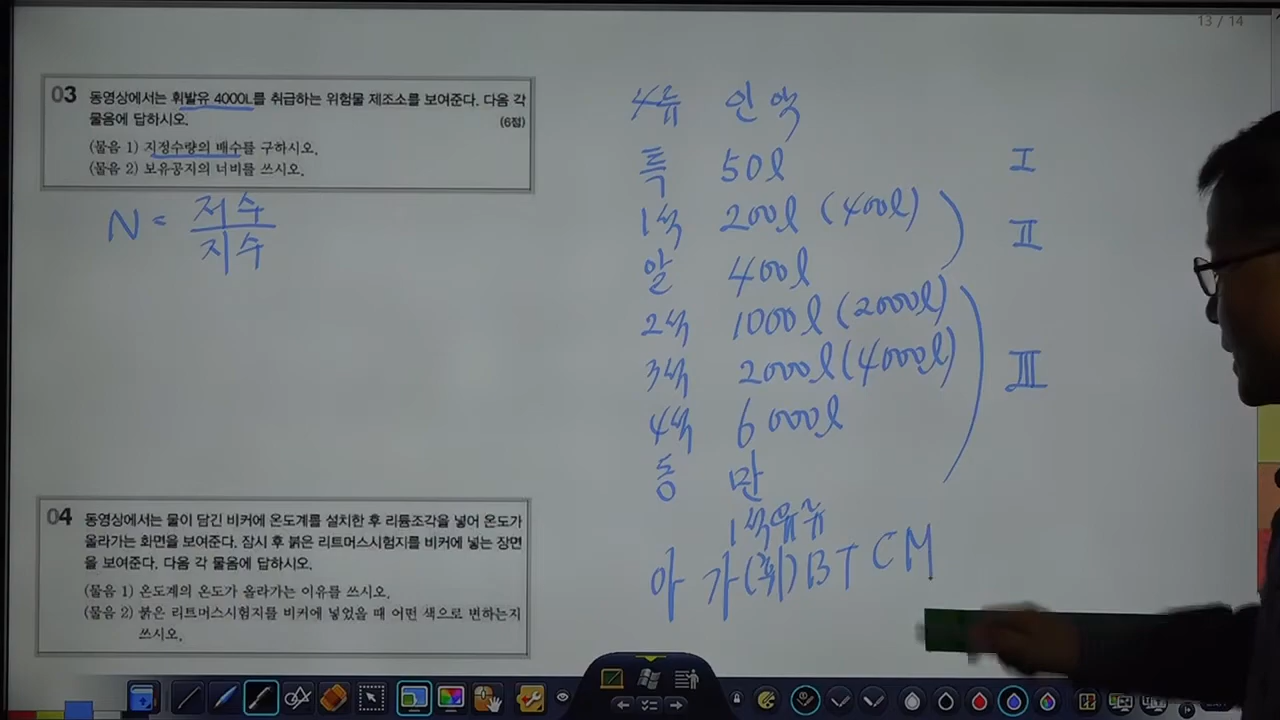 13 / 14
03 동영상에서는 휘발유 4000L를 취급하는 위험물 제조소를 보여준다. 다음 각
물음에 답하시오. (6점)
(물음 1) 지정수량의 배수를 구하시오.
(물음 2) 보유공지의 너비를 쓰시오.
N = 저수
지수
4류 인액
특 50ℓ I
1석 200ℓ (400ℓ) II
알 400ℓ
2석 1000ℓ (2000ℓ)
3석 2000ℓ (4000ℓ) III
4석 6000ℓ
동 만
1석유류
아 가(휘) B T C M
04 동영상에서는 물이 담긴 비커에 온도계를 설치한 후 리튬조각을 넣어 온도가
올라가는 화면을 보여준다. 잠시 후 붉은 리트머스시험지를 비커에 넣는 장면
을 보여준다. 다음 각 물음에 답하시오.
(물음 1) 온도계의 온도가 올라가는 이유를 쓰시오.
(물음 2) 붉은 리트머스시험지를 비커에 넣었을 때 어떤 색으로 변하는지
쓰시오.